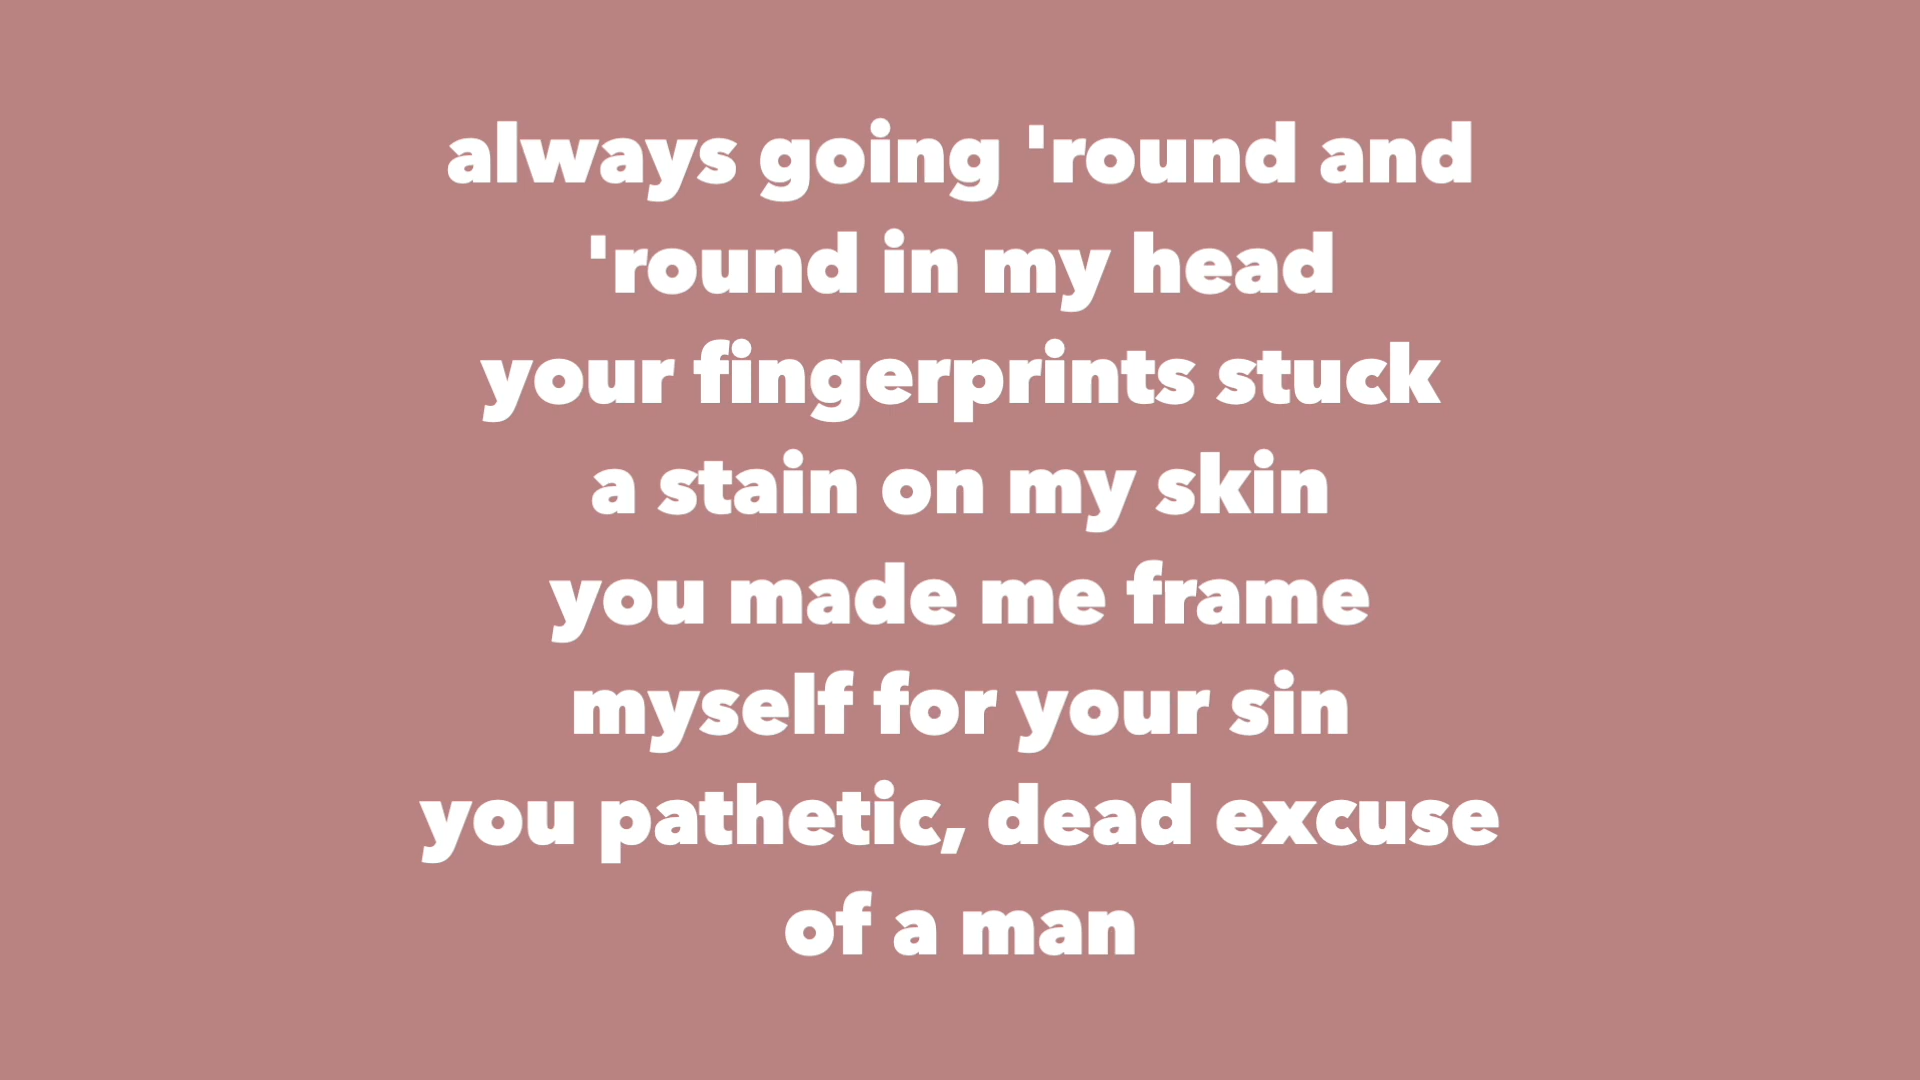 always going 'round and
'round in my head
your fingerprints stuck
a stain on my skin
you made me frame
myself for your sin
you pathetic, dead excuse
of a man